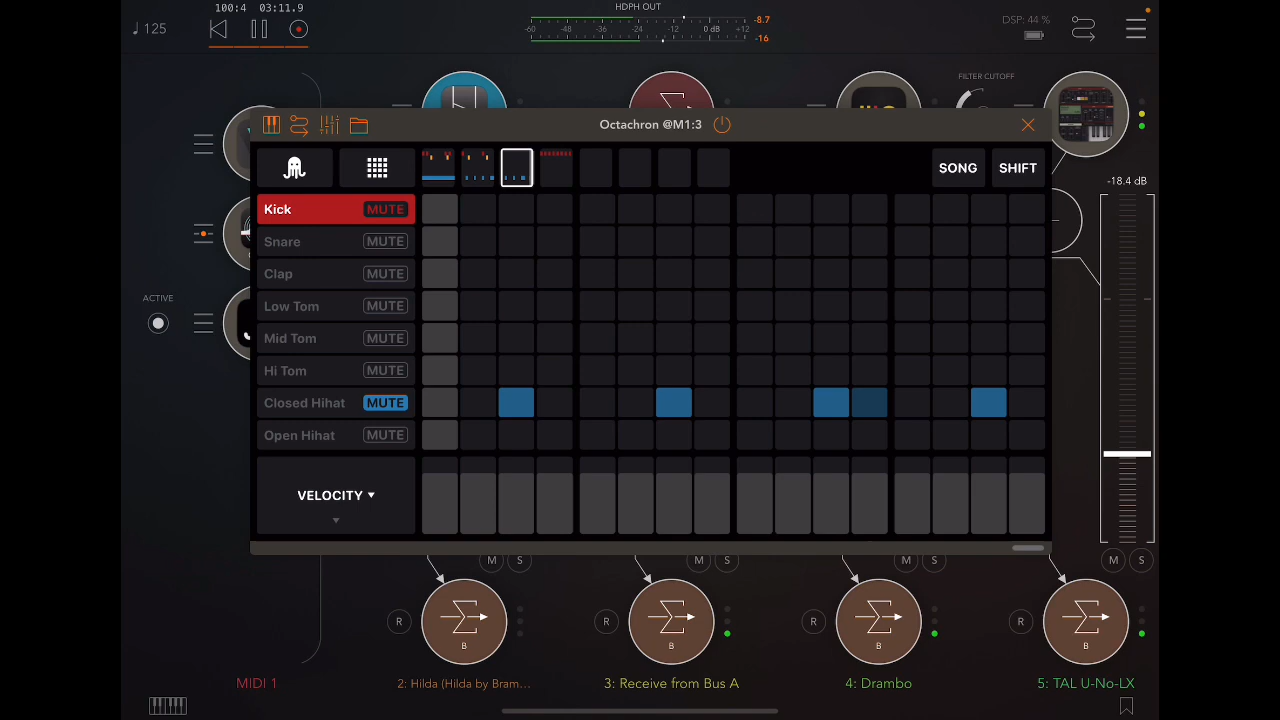 100:4 03:11.9
HDPH OUT
125
-60 -48 -36 -24 -12 0 dB +12
-8.7
-16
DSP: 44 %
FILTER CUTOFF
Octachron @M1:3
SONG
SHIFT
-18.4 dB
Kick MUTE
Snare MUTE
Clap MUTE
ACTIVE
Low Tom MUTE
Mid Tom MUTE
Hi Tom MUTE
Closed Hihat MUTE
Open Hihat MUTE
VELOCITY
M S M S M S M S
R R R R
B B B B
MIDI 1
2: Hilda (Hilda by Bram...
3: Receive from Bus A
4: Drambo
5: TAL U-No-LX